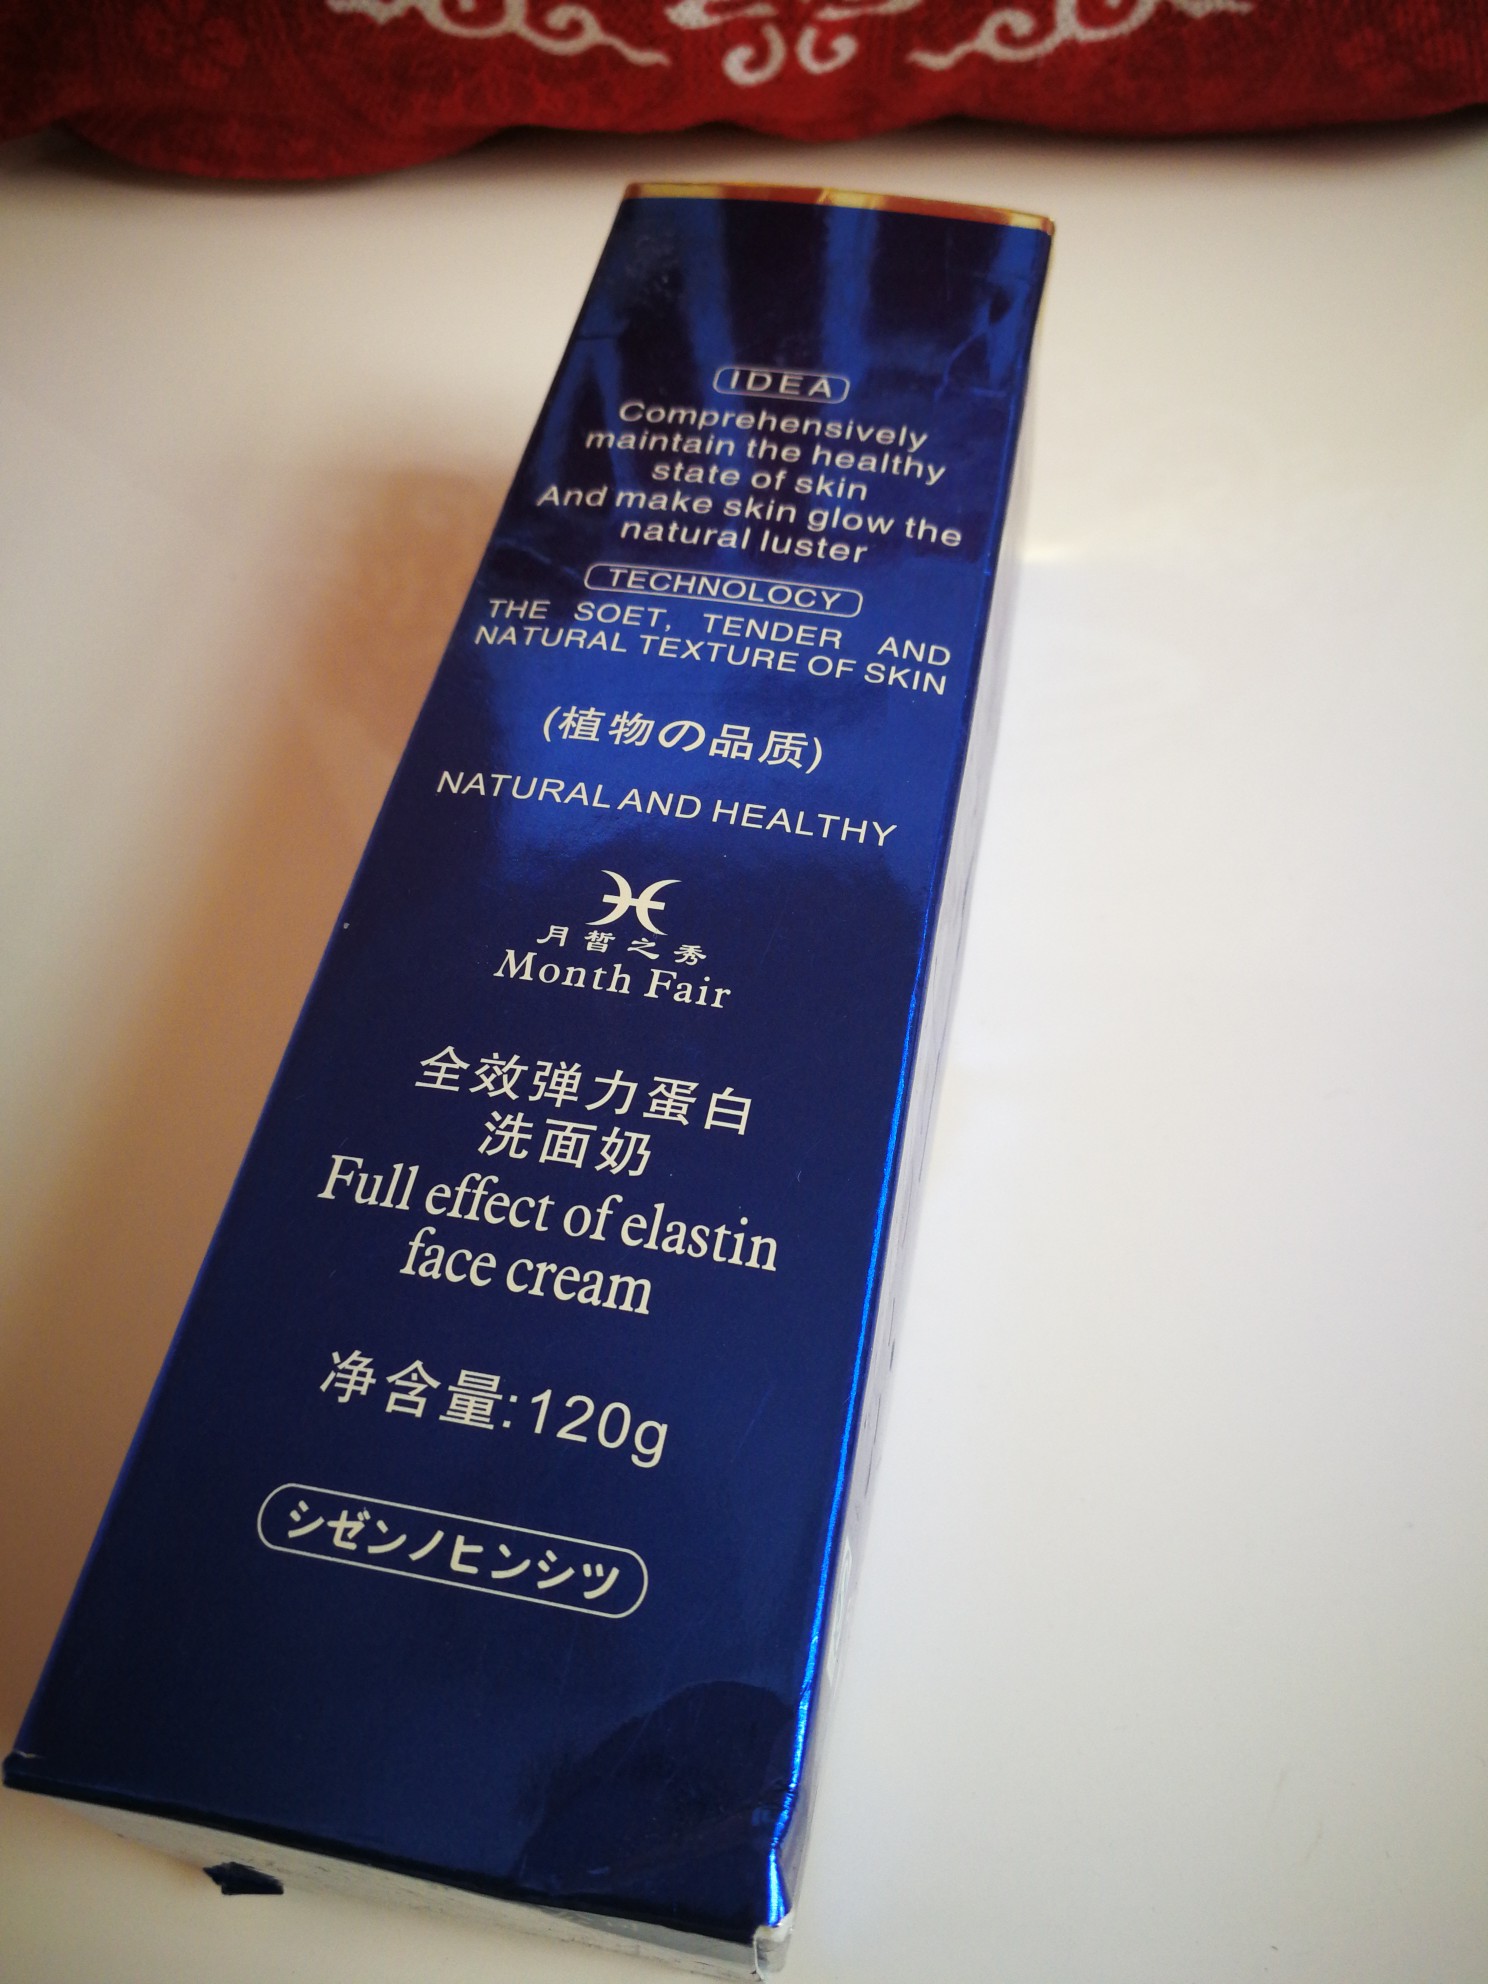 IDEA
Comprehensively
maintain the healthy
state of skin
And make skin glow the
natural luster
TECHNOLOCY
THE SOET, TENDER AND
NATURAL TEXTURE OF SKIN
(植物の品质)
NATURAL AND HEALTHY
月皙之秀
Month Fair
全效弹力蛋白
洗面奶
Full effect of elastin
face cream
净含量:120g
シゼンノヒンシツ